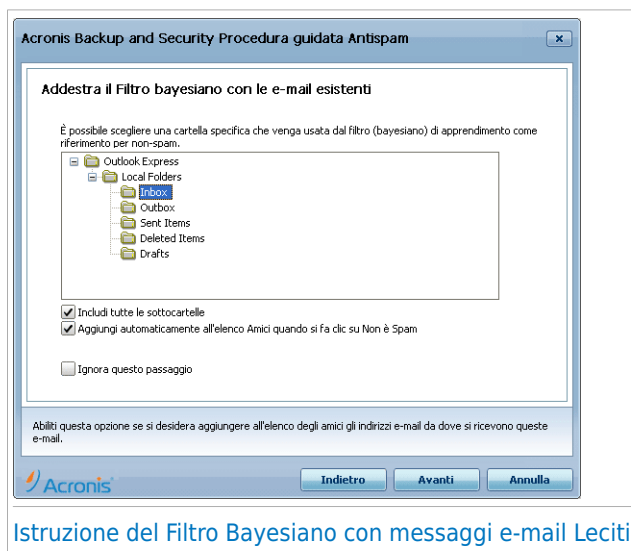 Acronis Backup and Security Procedura guidata Antispam
Addestra il Filtro bayesiano con le e-mail esistenti
È possibile scegliere una cartella specifica che venga usata dal filtro (bayesiano) di apprendimento come
riferimento per non-spam.
Outlook Express
Local Folders
Inbox
Outbox
Sent Items
Deleted Items
Drafts
Includi tutte le sottocartelle
Aggiungi automaticamente all'elenco Amici quando si fa clic su Non è Spam
Ignora questo passaggio
Abiliti questa opzione se si desidera aggiungere all'elenco degli amici gli indirizzi e-mail da dove si ricevono queste
e-mail.
Acronis
Indietro
Avanti
Annulla
Istruzione del Filtro Bayesiano con messaggi e-mail Leciti